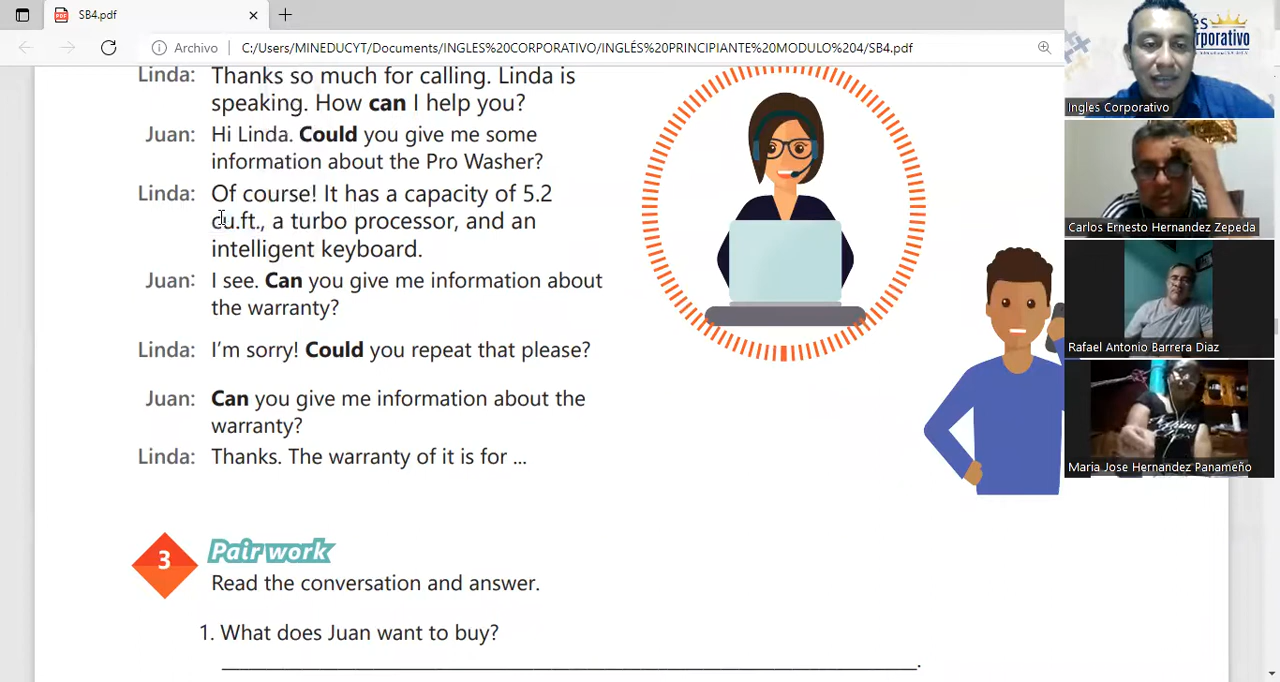 SB4.pdf
Archivo C:/Users/MINEDUCYT/Documents/INGLES%20CORPORATIVO/INGLÉS%20PRINCIPIANTE%20MODULO%204/SB4.pdf
Linda: Thanks so much for calling. Linda is
speaking. How can I help you?
Juan: Hi Linda. Could you give me some
information about the Pro Washer?
Linda: Of course! It has a capacity of 5.2
cu.ft., a turbo processor, and an
intelligent keyboard.
Juan: I see. Can you give me information about
the warranty?
Linda: I'm sorry! Could you repeat that please?
Juan: Can you give me information about the
warranty?
Linda: Thanks. The warranty of it is for ...
3 Pair work
Read the conversation and answer.
1. What does Juan want to buy?
Ingles Corporativo
Carlos Ernesto Hernandez Zepeda
Rafael Antonio Barrera Diaz
Maria Jose Hernandez Panameño